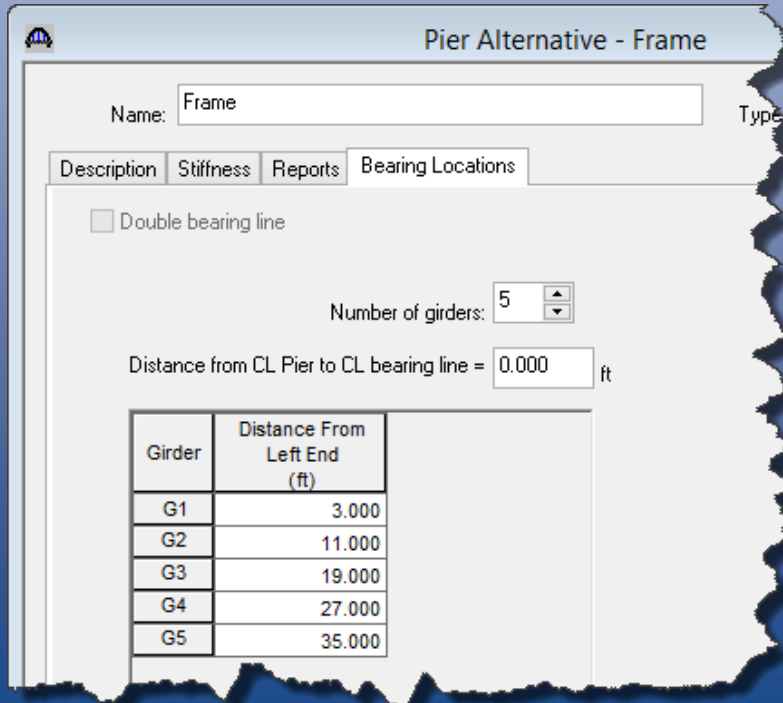 Pier Alternative - Frame
Name: Frame Type
Description Stiffness Reports Bearing Locations
Double bearing line
Number of girders: 5
Distance from CL Pier to CL bearing line = 0.000 ft
Girder Distance From
Left End
(ft)
G1 3.000
G2 11.000
G3 19.000
G4 27.000
G5 35.000